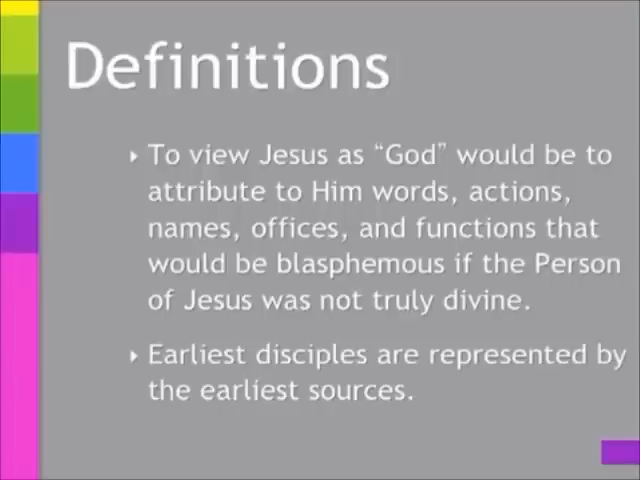 Definitions
To view Jesus as “God” would be to
attribute to Him words, actions,
names, offices, and functions that
would be blasphemous if the Person
of Jesus was not truly divine.
Earliest disciples are represented by
the earliest sources.